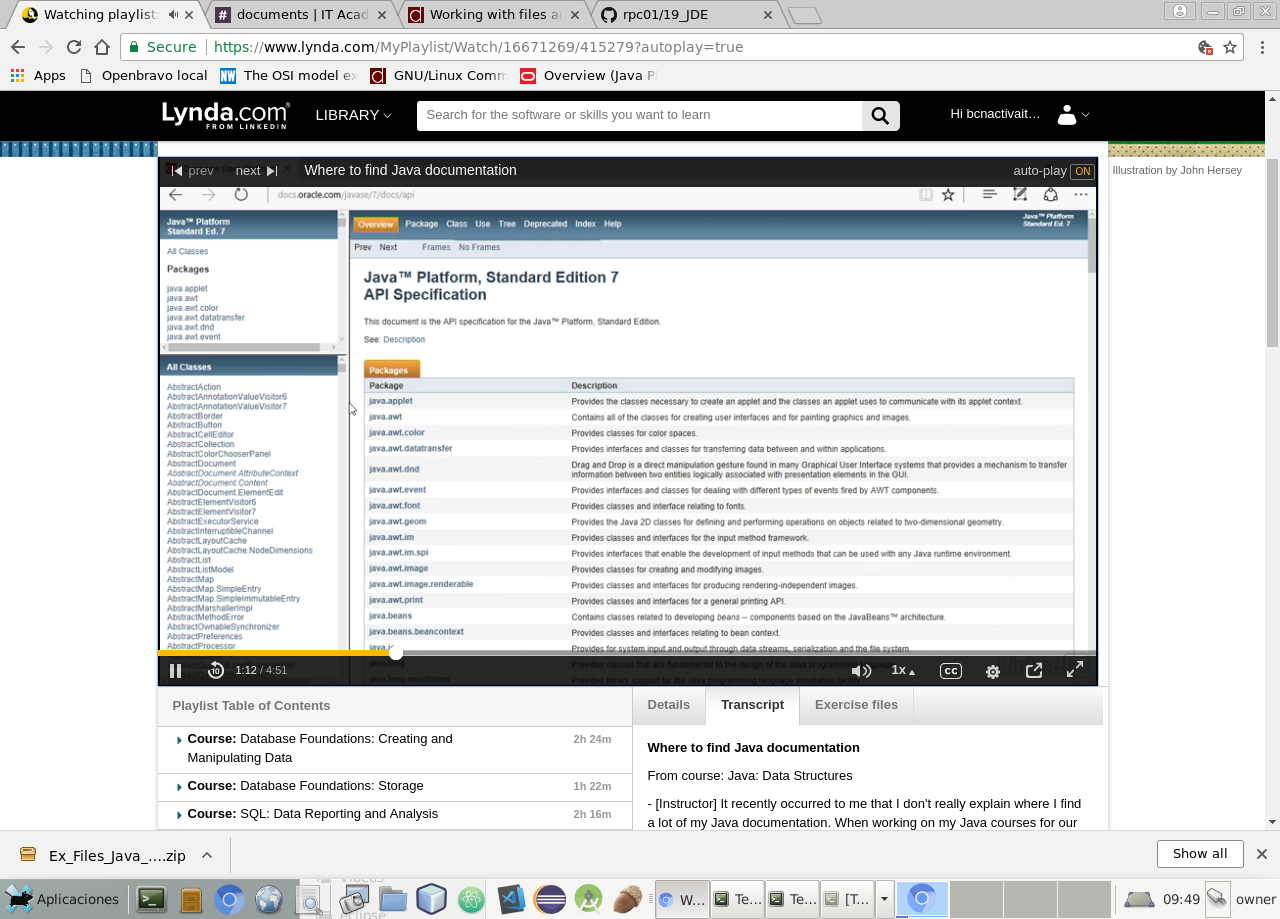 Watching playlist:
documents | IT Acad
Working with files a
rpc01/19_JDE
Secure
https://www.lynda.com/MyPlaylist/Watch/16671269/415279?autoplay=true
Apps
Openbravo local
The OSI model ex
GNU/Linux Comm
Overview (Java Pl
Lynda.com
FROM LINKEDIN
LIBRARY
Search for the software or skills you want to learn
Hi bcnactivait…
prev
next
Where to find Java documentation
auto-play
ON
Illustration by John Hersey
docs.oracle.com/javase/7/docs/api
Java™ Platform
Standard Ed. 7
All Classes
Packages
java.applet
java.awt
java.awt.color
java.awt.datatransfer
java.awt.dnd
java.awt.event
All Classes
AbstractAction
AbstractAnnotationValueVisitor6
AbstractAnnotationValueVisitor7
AbstractBorder
AbstractButton
AbstractCellEditor
AbstractCollection
AbstractColorChooserPanel
AbstractDocument
AbstractDocument.AttributeContext
AbstractDocument.Content
AbstractDocument.ElementEdit
AbstractElementVisitor6
AbstractElementVisitor7
AbstractExecutorService
AbstractInterruptibleChannel
AbstractLayoutCache
AbstractLayoutCache.NodeDimensions
AbstractList
AbstractListModel
AbstractMap
AbstractMap.SimpleEntry
AbstractMap.SimpleImmutableEntry
AbstractMarshallerImpl
AbstractMethodError
AbstractOwnableSynchronizer
AbstractPreferences
AbstractProcessor
Overview Package Class Use Tree Deprecated Index Help
Java™ Platform
Standard Ed. 7
Prev Next Frames No Frames
Java™ Platform, Standard Edition 7
API Specification
This document is the API specification for the Java™ Platform, Standard Edition.
See: Description
Packages
Package Description
java.applet Provides the classes necessary to create an applet and the classes an applet uses to communicate with its applet context.
java.awt Contains all of the classes for creating user interfaces and for painting graphics and images.
java.awt.color Provides classes for color spaces.
java.awt.datatransfer Provides interfaces and classes for transferring data between and within applications.
java.awt.dnd Drag and Drop is a direct manipulation gesture found in many Graphical User Interface systems that provides a mechanism to transfer
information between two entities logically associated with presentation elements in the GUI.
java.awt.event Provides interfaces and classes for dealing with different types of events fired by AWT components.
java.awt.font Provides classes and interface relating to fonts.
java.awt.geom Provides the Java 2D classes for defining and performing operations on objects related to two-dimensional geometry.
java.awt.im Provides classes and interfaces for the input method framework.
java.awt.im.spi Provides interfaces that enable the development of input methods that can be used with any Java runtime environment.
java.awt.image Provides classes for creating and modifying images.
java.awt.image.renderable Provides classes and interfaces for producing rendering-independent images.
java.awt.print Provides classes and interfaces for a general printing API.
java.beans Contains classes related to developing beans -- components based on the JavaBeans™ architecture.
java.beans.beancontext Provides classes and interfaces relating to bean context.
java.io Provides for system input and output through data streams, serialization and the file system.
java.lang Provides classes that are fundamental to the design of the Java programming language.
java.lang.annotation Provides library support for the Java programming language annotation facility.
10
1:12 / 4:51
1x
cc
Playlist Table of Contents
Course: Database Foundations: Creating and
Manipulating Data
2h 24m
Course: Database Foundations: Storage
1h 22m
Course: SQL: Data Reporting and Analysis
2h 16m
Details
Transcript
Exercise files
Where to find Java documentation
From course: Java: Data Structures
- [Instructor] It recently occurred to me that I don't really explain where I find
a lot of my Java documentation. When working on my Java courses for our
Ex_Files_Java_....zip
Show all
Aplicaciones
eclipse
W...
Te...
Te...
[T...
09:49
owner